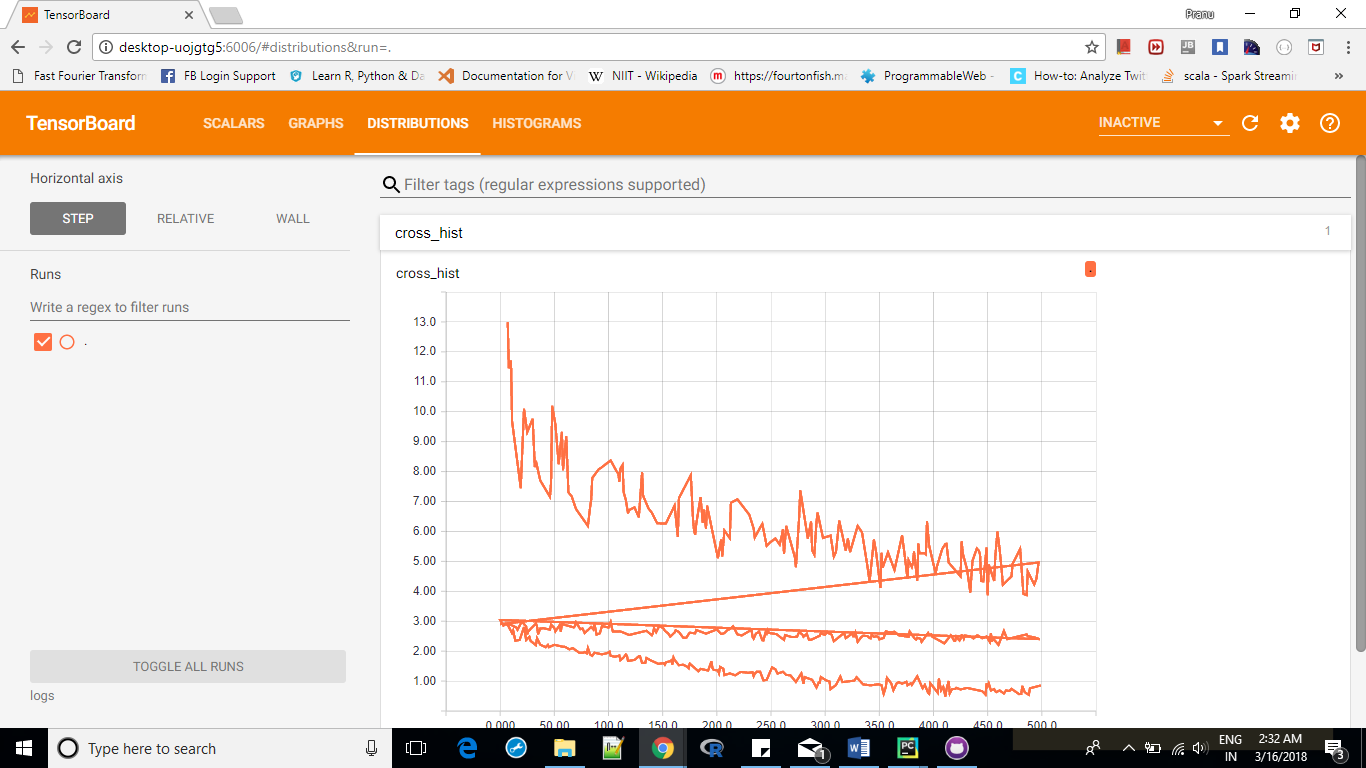 TensorBoard
Pranu
desktop-uojgtg5:6006/#distributions&run=.
JB
Fast Fourier Transform
FB Login Support
Learn R, Python & Da
Documentation for V
W NIIT - Wikipedia
m https://fourtonfish.ma
ProgrammableWeb -
C How-to: Analyze Twit
scala - Spark Streami
»
TensorBoard
SCALARS
GRAPHS
DISTRIBUTIONS
HISTOGRAMS
INACTIVE
Horizontal axis
STEP
RELATIVE
WALL
Runs
Write a regex to filter runs
.
TOGGLE ALL RUNS
logs
Filter tags (regular expressions supported)
cross_hist
1
cross_hist
.
13.0
12.0
11.0
10.0
9.00
8.00
7.00
6.00
5.00
4.00
3.00
2.00
1.00
0.000 50.00 100.0 150.0 200.0 250.0 300.0 350.0 400.0 450.0 500.0
Type here to search
R
W
PC
1
ENG
IN
2:32 AM
3/16/2018
3